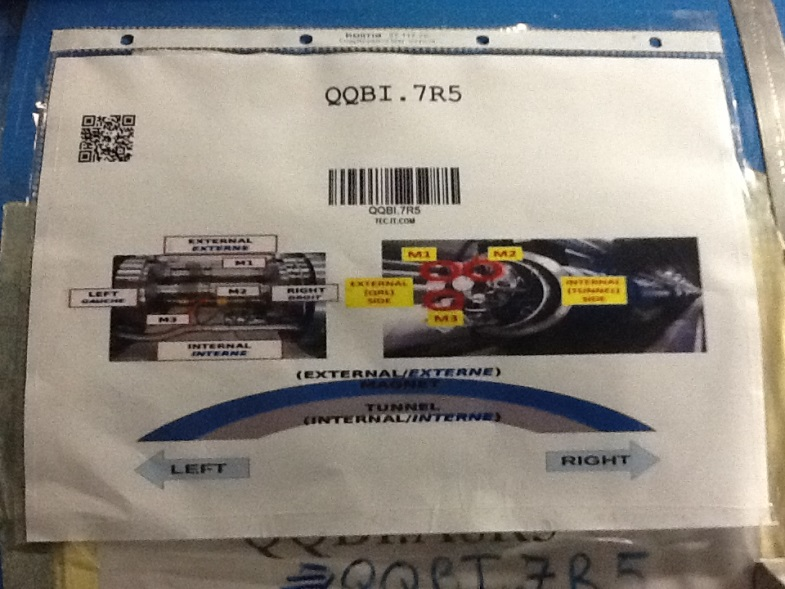 QQBI.7R5
QQBI.7R5
TEC-IT.COM
EXTERNAL
EXTERNE
M1
LEFT
GAUCHE
M2
RIGHT
DROIT
M3
INTERNAL
INTERNE
M1
M2
EXTERNAL
(QRL)
SIDE
INTERNAL
(TUNNEL)
SIDE
M3
(EXTERNAL/EXTERNE)
MAGNET
TUNNEL
(INTERNAL/INTERNE)
LEFT
RIGHT
QQBI.7R5